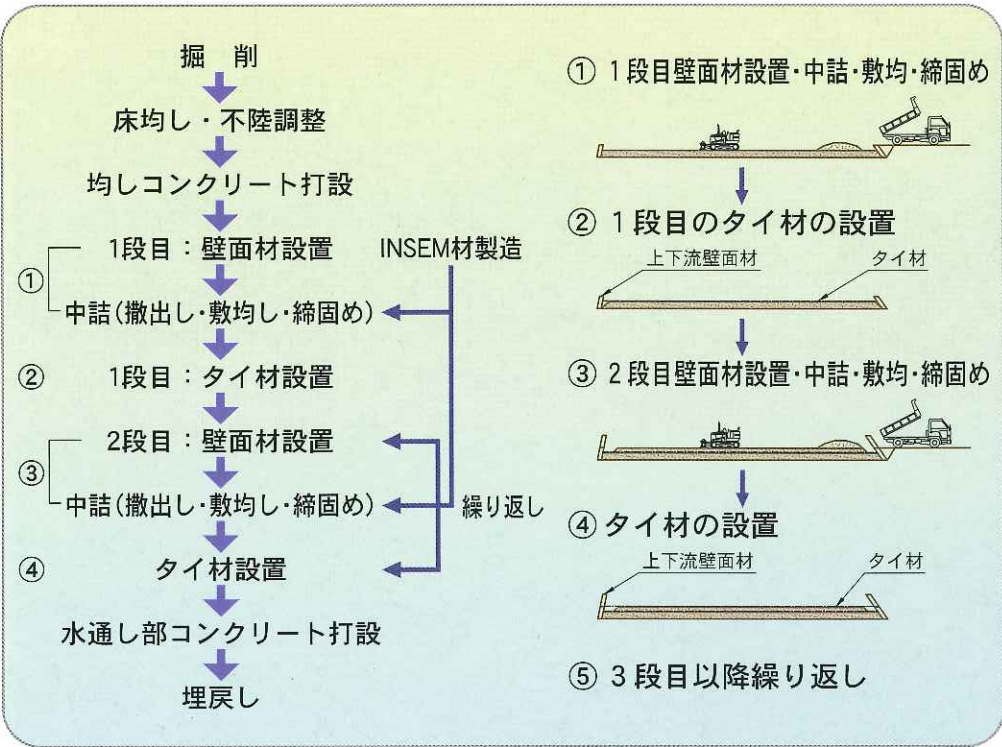 掘 削
床均し・不陸調整
均しコンクリート打設
1段目：壁面材設置
INSEM材製造
①
中詰(撒出し・敷均し・締固め)
②
1段目：タイ材設置
2段目：壁面材設置
③
中詰(撒出し・敷均し・締固め)
繰り返し
④
タイ材設置
水通し部コンクリート打設
埋戻し
① 1段目壁面材設置・中詰・敷均・締固め
② 1段目のタイ材の設置
上下流壁面材
タイ材
③ 2段目壁面材設置・中詰・敷均・締固め
④ タイ材の設置
上下流壁面材
タイ材
⑤ 3段目以降繰り返し